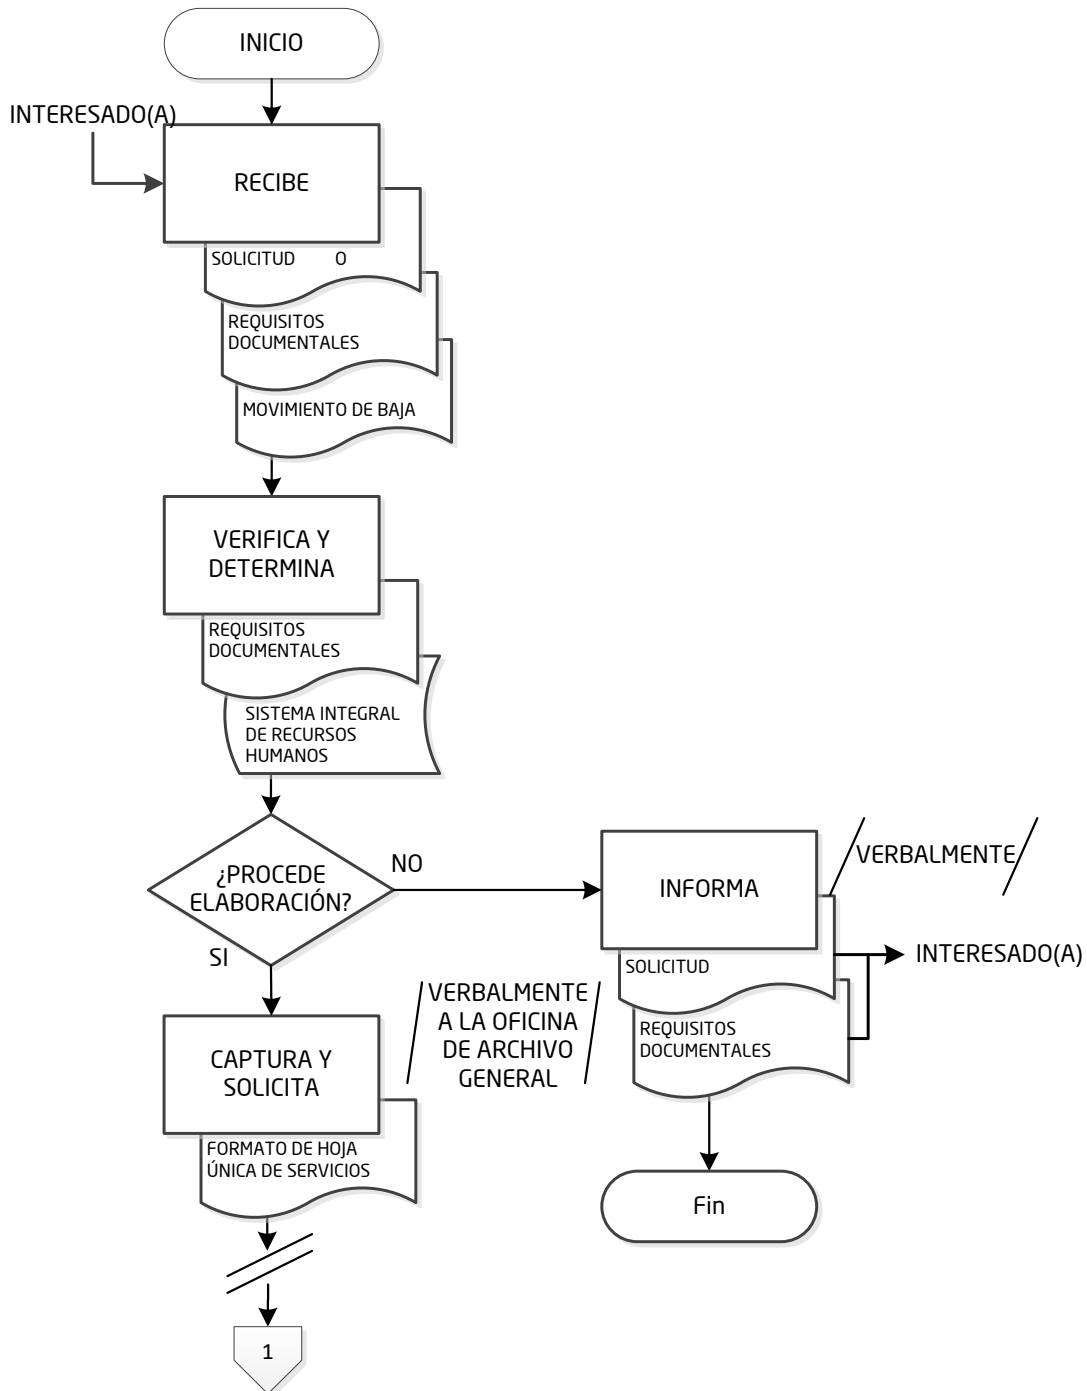 INICIO
INTERESADO(A)
RECIBE
SOLICITUD O
REQUISITOS
DOCUMENTALES
MOVIMIENTO DE BAJA
VERIFICA Y
DETERMINA
REQUISITOS
DOCUMENTALES
SISTEMA INTEGRAL
DE RECURSOS
HUMANOS
¿PROCEDE
ELABORACIÓN?
NO
SI
INFORMA
VERBALMENTE
SOLICITUD
INTERESADO(A)
REQUISITOS
DOCUMENTALES
Fin
CAPTURA Y
SOLICITA
VERBALMENTE
A LA OFICINA
DE ARCHIVO
GENERAL
FORMATO DE HOJA
ÚNICA DE SERVICIOS
1